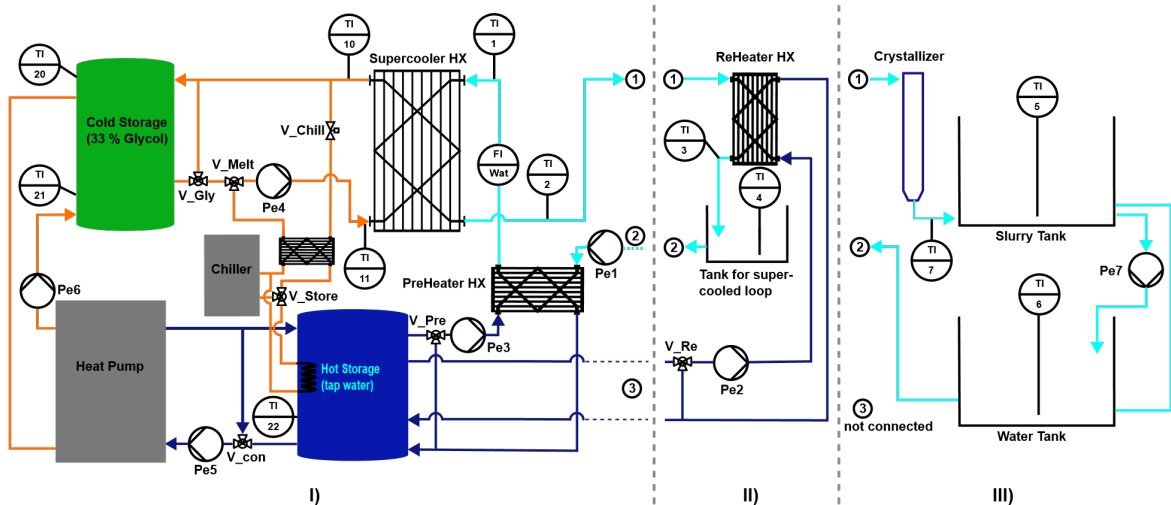 TI
20
Cold Storage
(33 % Glycol)
TI
21
TI
10
Supercooler HX
TI
1
V_Chill
FI
Wat
TI
2
V_Melt
V_Gly
Pe4
TI
11
Chiller
V_Store
PreHeater HX
Pe1
1
2
Pe6
Heat Pump
V_Pre
Pe3
Hot Storage
(tap water)
TI
22
V_con
Pe5
3
I)
1
ReHeater HX
TI
3
TI
4
2
Tank for super-
cooled loop
V_Re
Pe2
II)
Crystallizer
1
TI
5
Slurry Tank
2
TI
7
Pe7
TI
6
3
not connected
Water Tank
III)